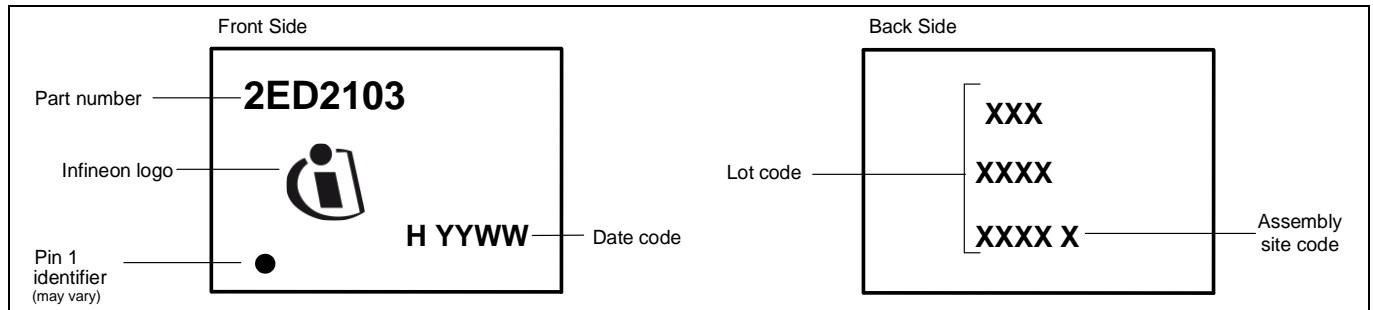 Front Side
Part number
2ED2103
Infineon logo
H YYWW
Date code
Pin 1
identifier
(may vary)
Back Side
XXX
Lot code
XXXX
XXXX X
Assembly
site code